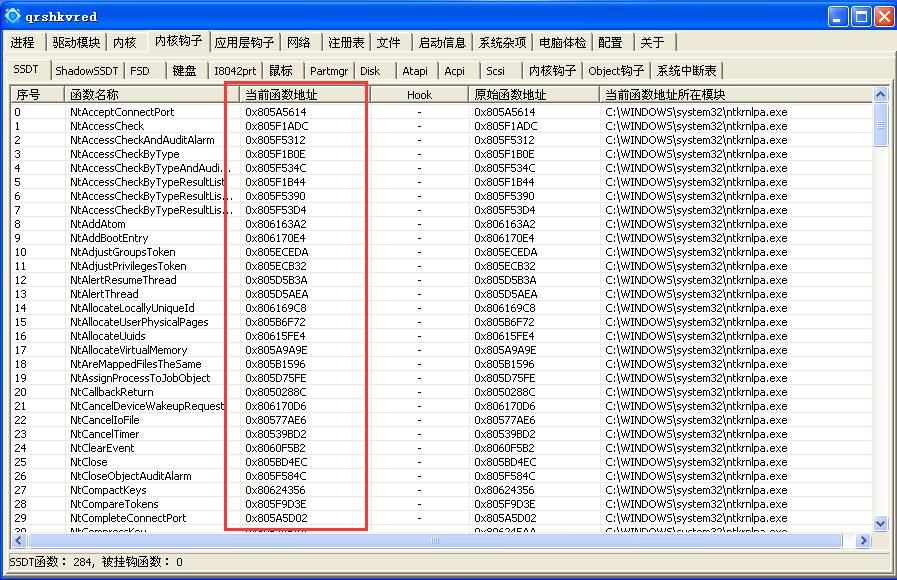 qrshkvred
进程 驱动模块 内核 内核钩子 应用层钩子 网络 注册表 文件 启动信息 系统杂项 电脑体检 配置 关于
SSDT ShadowSSDT FSD 键盘 I8042prt 鼠标 Partmgr Disk Atapi Acpi Scsi 内核钩子 Object钩子 系统中断表
序号 函数名称 当前函数地址 Hook 原始函数地址 当前函数地址所在模块
0 NtAcceptConnectPort 0x805A5614 - 0x805A5614 C:\WINDOWS\system32\ntkrnlpa.exe
1 NtAccessCheck 0x805F1ADC - 0x805F1ADC C:\WINDOWS\system32\ntkrnlpa.exe
2 NtAccessCheckAndAuditAlarm 0x805F5312 - 0x805F5312 C:\WINDOWS\system32\ntkrnlpa.exe
3 NtAccessCheckByType 0x805F1B0E - 0x805F1B0E C:\WINDOWS\system32\ntkrnlpa.exe
4 NtAccessCheckByTypeAndAudi... 0x805F534C - 0x805F534C C:\WINDOWS\system32\ntkrnlpa.exe
5 NtAccessCheckByTypeResultList 0x805F1B44 - 0x805F1B44 C:\WINDOWS\system32\ntkrnlpa.exe
6 NtAccessCheckByTypeResultLis... 0x805F5390 - 0x805F5390 C:\WINDOWS\system32\ntkrnlpa.exe
7 NtAccessCheckByTypeResultLis... 0x805F53D4 - 0x805F53D4 C:\WINDOWS\system32\ntkrnlpa.exe
8 NtAddAtom 0x806163A2 - 0x806163A2 C:\WINDOWS\system32\ntkrnlpa.exe
9 NtAddBootEntry 0x806170E4 - 0x806170E4 C:\WINDOWS\system32\ntkrnlpa.exe
10 NtAdjustGroupsToken 0x805ECEDA - 0x805ECEDA C:\WINDOWS\system32\ntkrnlpa.exe
11 NtAdjustPrivilegesToken 0x805ECB32 - 0x805ECB32 C:\WINDOWS\system32\ntkrnlpa.exe
12 NtAlertResumeThread 0x805D5B3A - 0x805D5B3A C:\WINDOWS\system32\ntkrnlpa.exe
13 NtAlertThread 0x805D5AEA - 0x805D5AEA C:\WINDOWS\system32\ntkrnlpa.exe
14 NtAllocateLocallyUniqueId 0x806169C8 - 0x806169C8 C:\WINDOWS\system32\ntkrnlpa.exe
15 NtAllocateUserPhysicalPages 0x805B6F72 - 0x805B6F72 C:\WINDOWS\system32\ntkrnlpa.exe
16 NtAllocateUuids 0x80615FE4 - 0x80615FE4 C:\WINDOWS\system32\ntkrnlpa.exe
17 NtAllocateVirtualMemory 0x805A9A9E - 0x805A9A9E C:\WINDOWS\system32\ntkrnlpa.exe
18 NtAreMappedFilesTheSame 0x805B1596 - 0x805B1596 C:\WINDOWS\system32\ntkrnlpa.exe
19 NtAssignProcessToJobObject 0x805D75FE - 0x805D75FE C:\WINDOWS\system32\ntkrnlpa.exe
20 NtCallbackReturn 0x8050288C - 0x8050288C C:\WINDOWS\system32\ntkrnlpa.exe
21 NtCancelDeviceWakeupRequest 0x806170D6 - 0x806170D6 C:\WINDOWS\system32\ntkrnlpa.exe
22 NtCancelIoFile 0x80577AE6 - 0x80577AE6 C:\WINDOWS\system32\ntkrnlpa.exe
23 NtCancelTimer 0x80539BD2 - 0x80539BD2 C:\WINDOWS\system32\ntkrnlpa.exe
24 NtClearEvent 0x8060F5B2 - 0x8060F5B2 C:\WINDOWS\system32\ntkrnlpa.exe
25 NtClose 0x805BD4EC - 0x805BD4EC C:\WINDOWS\system32\ntkrnlpa.exe
26 NtCloseObjectAuditAlarm 0x805F584C - 0x805F584C C:\WINDOWS\system32\ntkrnlpa.exe
27 NtCompactKeys 0x80624356 - 0x80624356 C:\WINDOWS\system32\ntkrnlpa.exe
28 NtCompareTokens 0x805F9D3E - 0x805F9D3E C:\WINDOWS\system32\ntkrnlpa.exe
29 NtCompleteConnectPort 0x805A5D02 - 0x805A5D02 C:\WINDOWS\system32\ntkrnlpa.exe
30 NtCompressKey
SSDT函数： 284, 被挂钩函数： 0